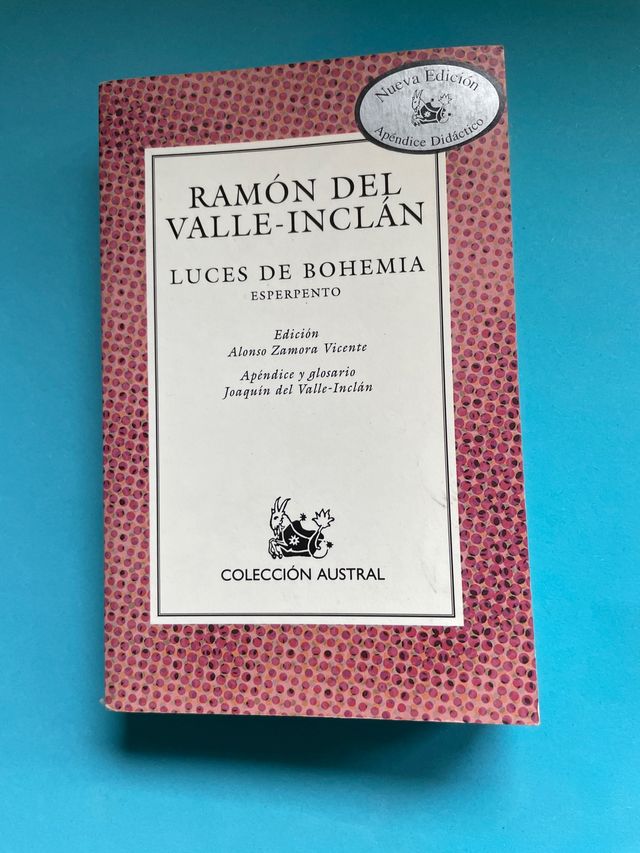 Nueva Edición
Apéndice Didáctico
RAMÓN DEL
VALLE-INCLÁN
LUCES DE BOHEMIA
ESPERPENTO
Edición
Alonso Zamora Vicente
Apéndice y glosario
Joaquín del Valle-Inclán
COLECCIÓN AUSTRAL